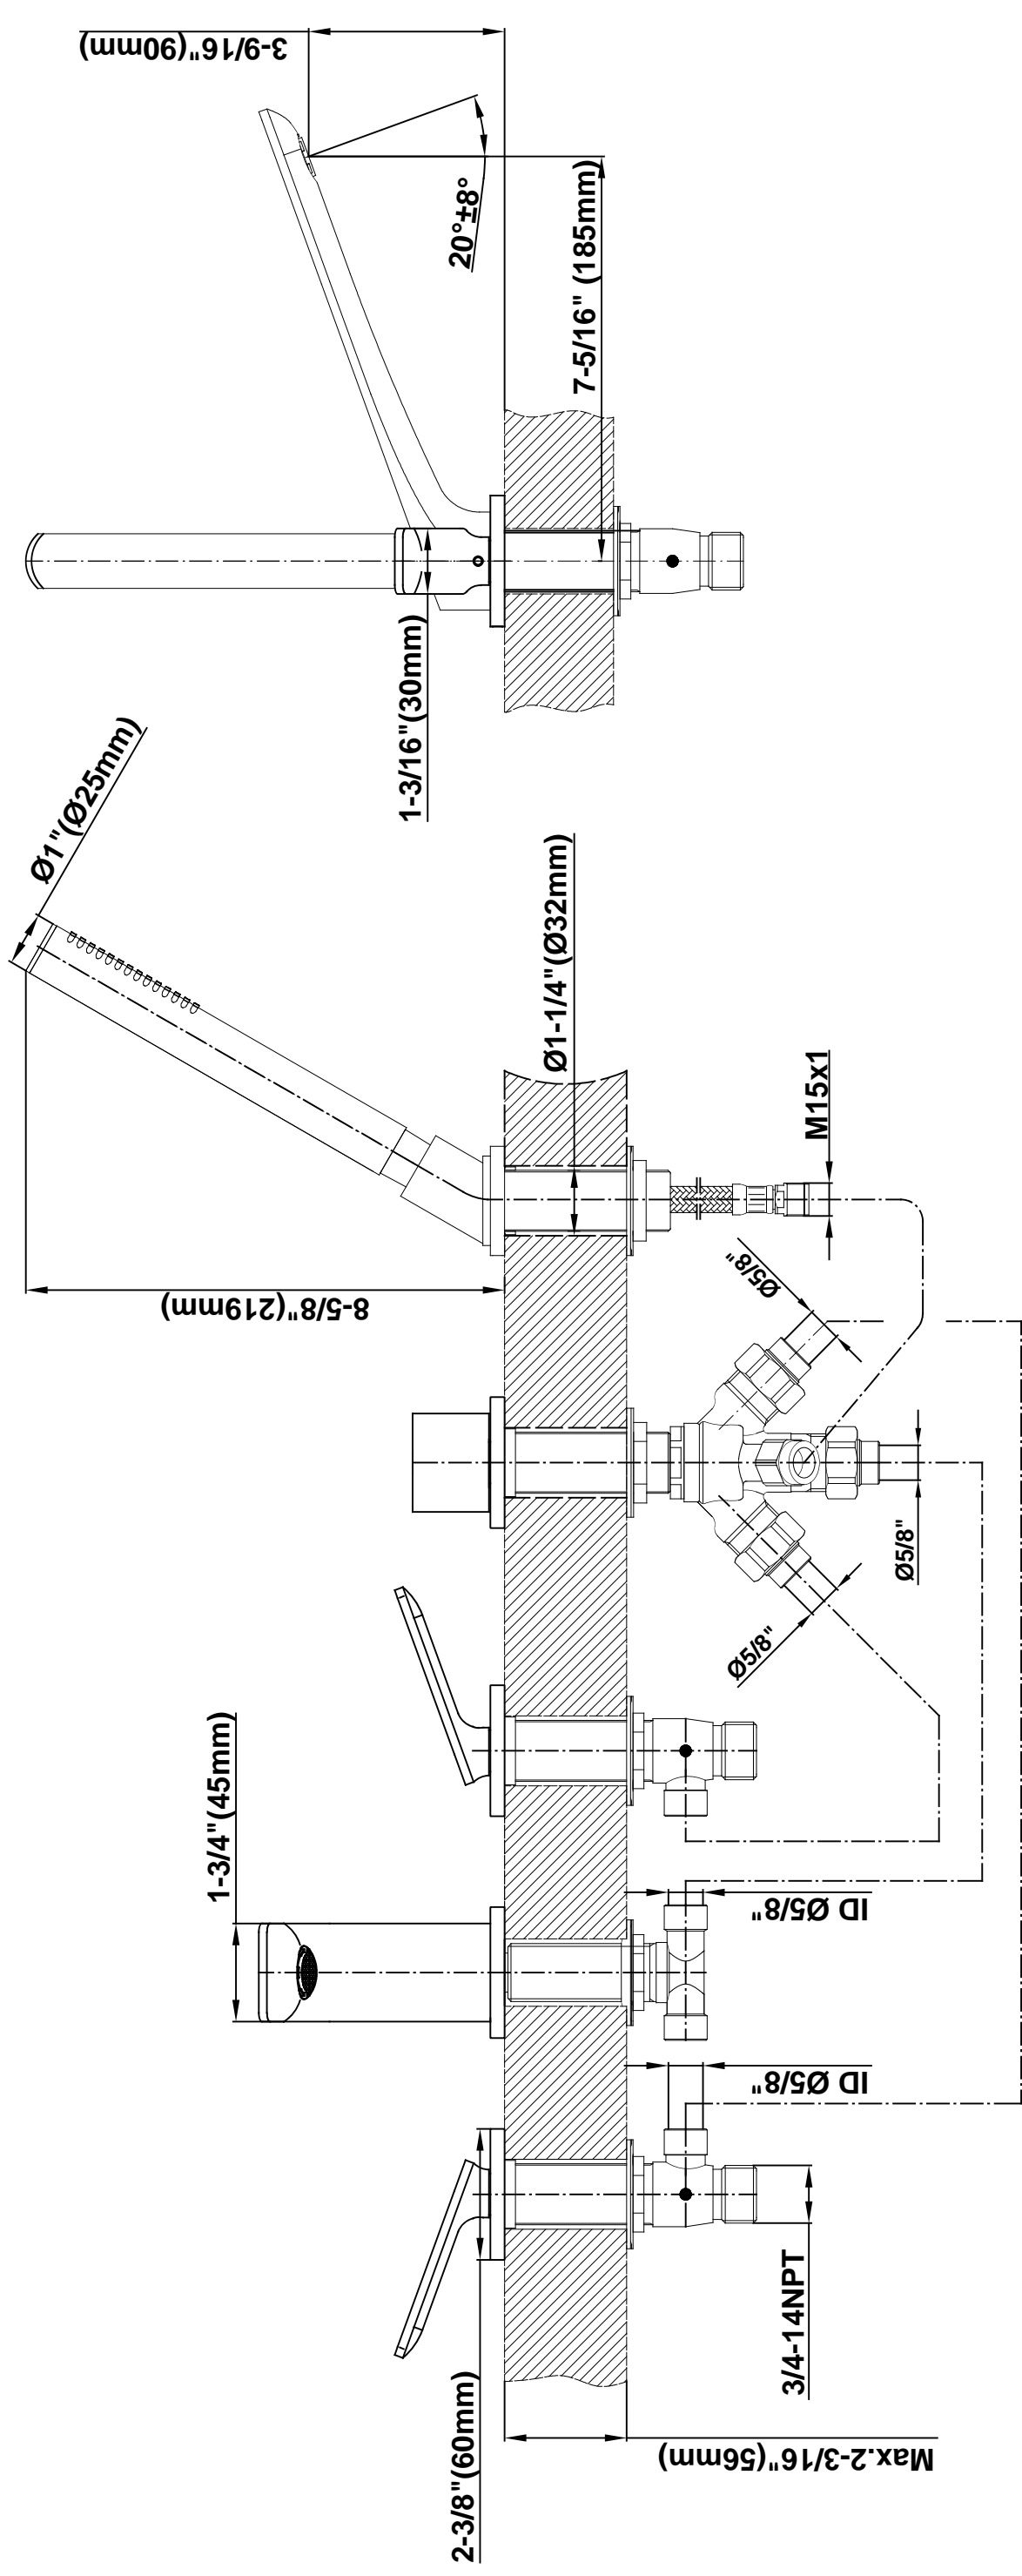 3-9/16"(90mm)
20°±8°
7-5/16" (185mm)
1-3/16"(30mm)
Ø1"(Ø25mm)
Ø1-1/4"(Ø32mm)
M15x1
8-5/8"(219mm)
Ø5/8"
Ø5/8"
Ø5/8"
1-3/4"(45mm)
ID Ø5/8"
ID Ø5/8"
3/4-14NPT
2-3/8"(60mm)
Max.2-3/16"(56mm)